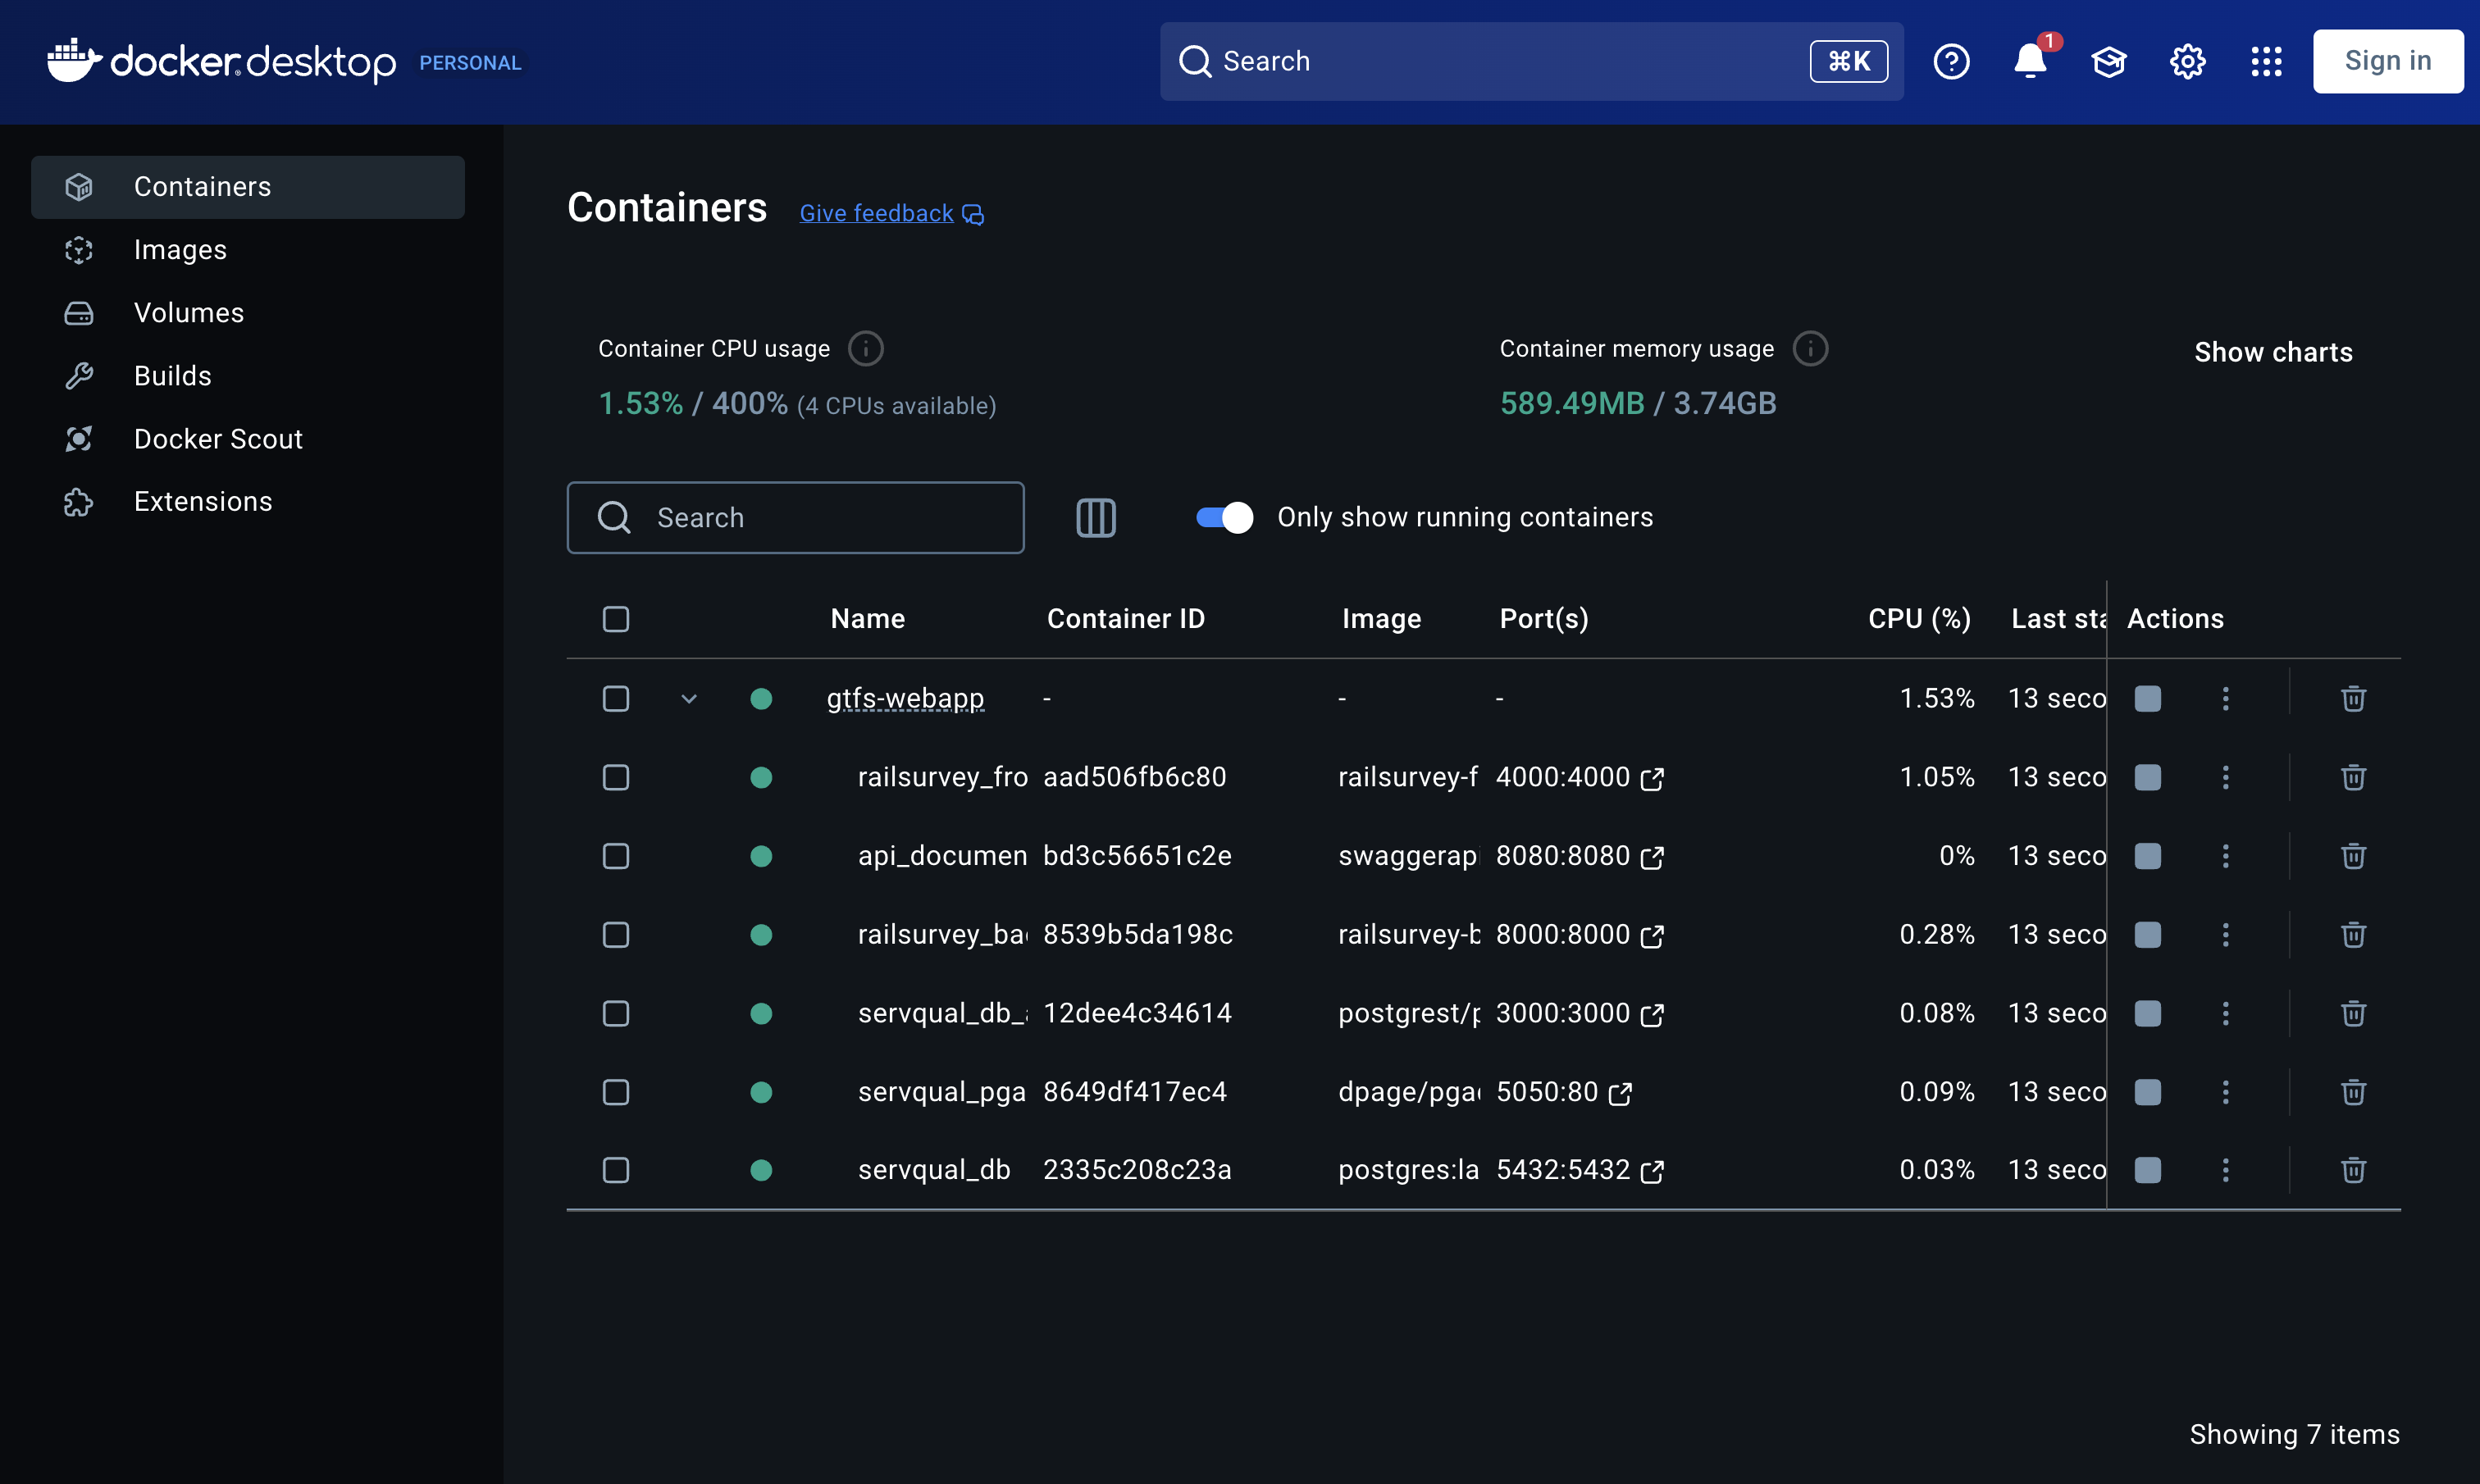 docker desktop PERSONAL
Search ⌘K 1 Sign in
Containers
Images
Volumes
Builds
Docker Scout
Extensions
Containers Give feedback
Container CPU usage
1.53% / 400% (4 CPUs available)
Container memory usage
589.49MB / 3.74GB
Show charts
Search
Only show running containers
Name Container ID Image Port(s) CPU (%) Last sta Actions
gtfs-webapp - - - 1.53% 13 seco
railsurvey_fro aad506fb6c80 railsurvey-f 4000:4000 1.05% 13 seco
api_documen bd3c56651c2e swaggerapi 8080:8080 0% 13 seco
railsurvey_bac 8539b5da198c railsurvey-b 8000:8000 0.28% 13 seco
servqual_db_a 12dee4c34614 postgrest/p 3000:3000 0.08% 13 seco
servqual_pga 8649df417ec4 dpage/pgad 5050:80 0.09% 13 seco
servqual_db 2335c208c23a postgres:la 5432:5432 0.03% 13 seco
Showing 7 items